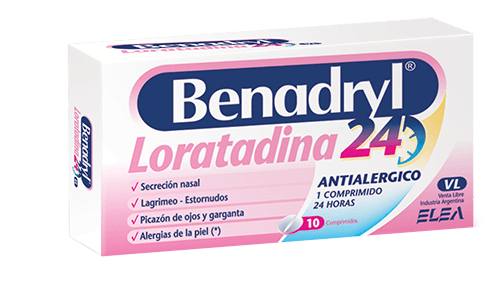 Benadryl®
Loratadina 24
ANTIALERGICO
1 COMPRIMIDO
24 HORAS
✓ Secreción nasal
✓ Lagrimeo - Estornudos
✓ Picazón de ojos y garganta
✓ Alergias de la piel (*)
10 Comprimidos
VL
Venta Libre
Industria Argentina
ELEA
Benadryl
Loratadina 24